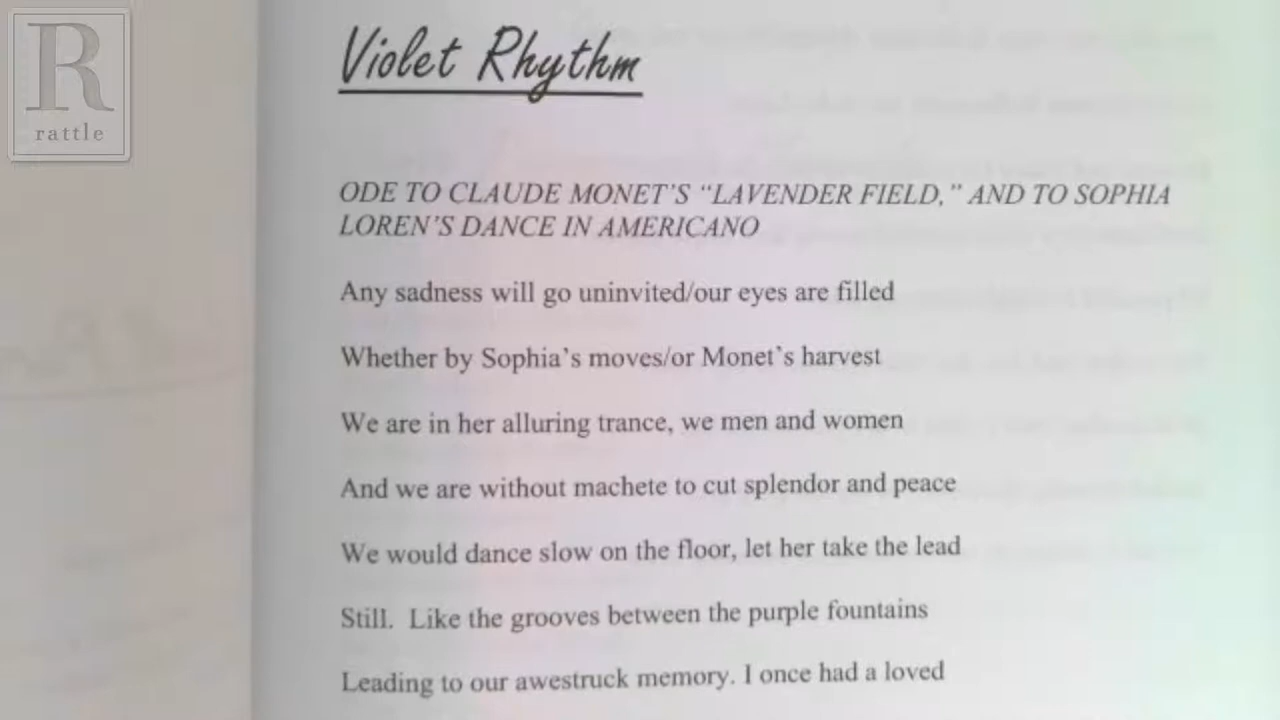 R
rattle
Violet Rhythm
ODE TO CLAUDE MONET'S “LAVENDER FIELD,” AND TO SOPHIA
LOREN'S DANCE IN AMERICANO
Any sadness will go uninvited/our eyes are filled
Whether by Sophia's moves/or Monet's harvest
We are in her alluring trance, we men and women
And we are without machete to cut splendor and peace
We would dance slow on the floor, let her take the lead
Still.  Like the grooves between the purple fountains
Leading to our awestruck memory. I once had a loved